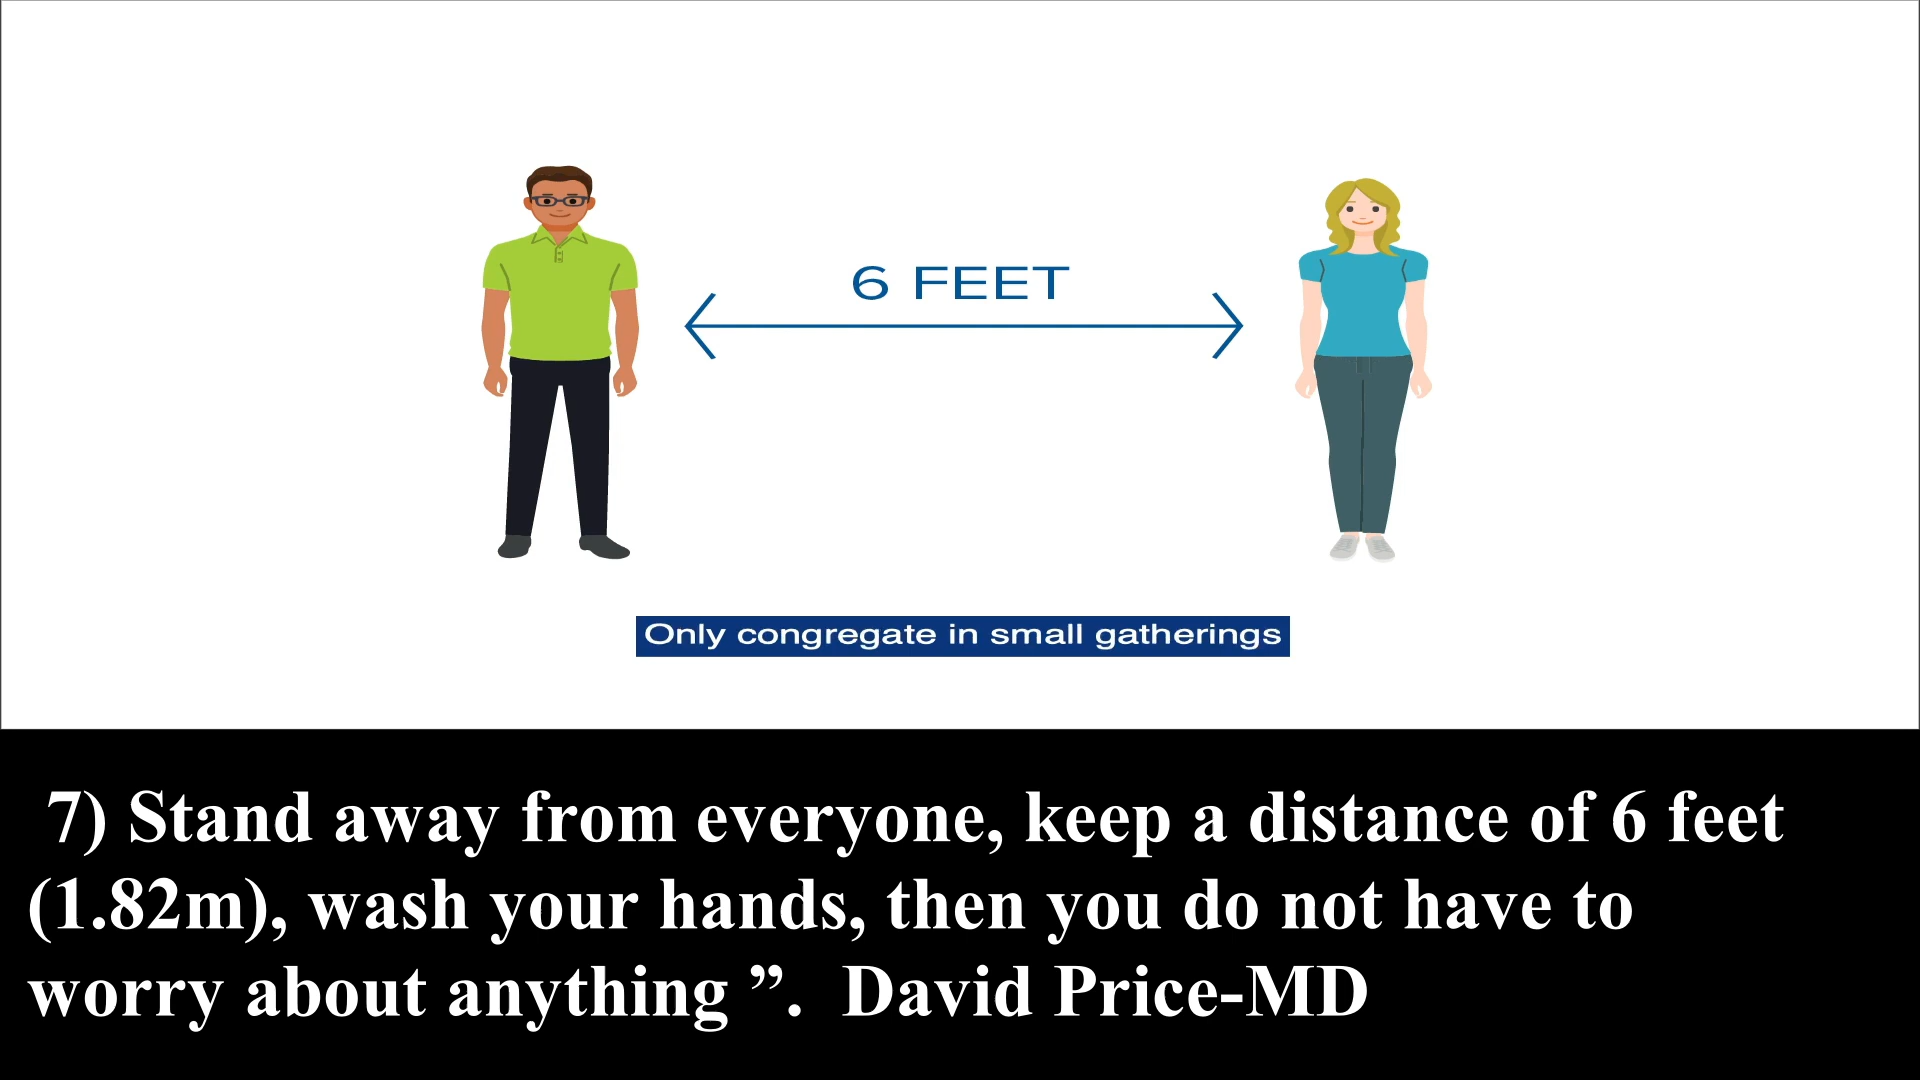 6 FEET
Only congregate in small gatherings
7) Stand away from everyone, keep a distance of 6 feet
(1.82m), wash your hands, then you do not have to
worry about anything ”.  David Price-MD